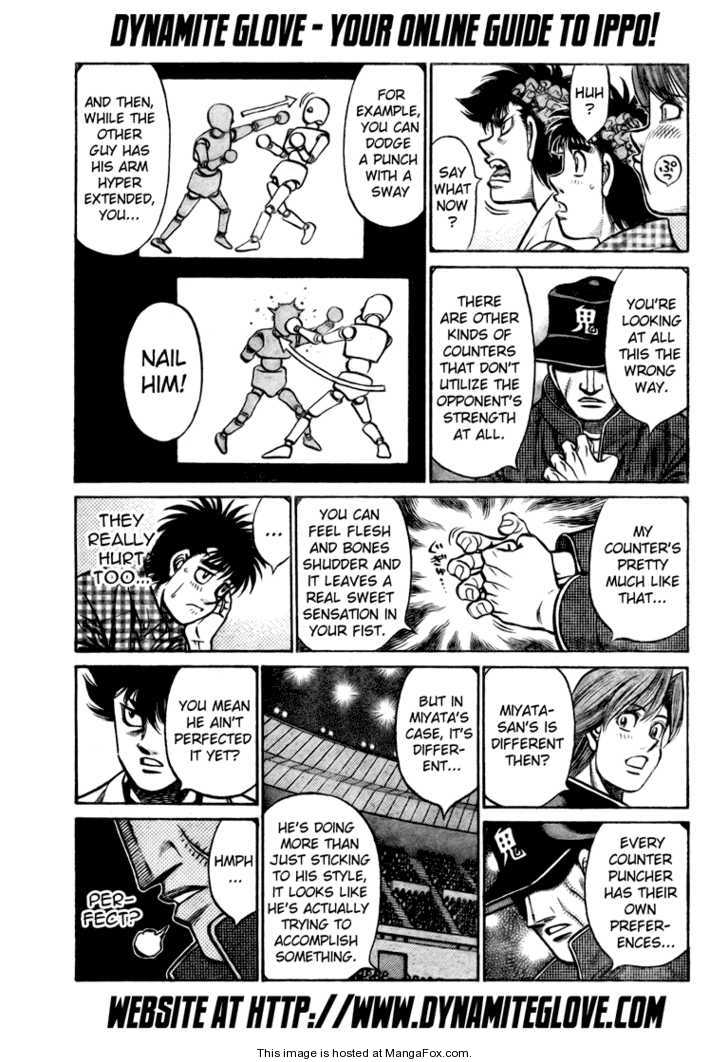 DYNAMITE GLOVE - YOUR ONLINE GUIDE TO IPPO!
HUH
?
ぷっ
SAY
WHAT
NOW
?
YOU'RE
LOOKING
AT ALL
THIS THE
WRONG
WAY.
鬼
THERE
ARE OTHER
KINDS OF
COUNTERS
THAT DON'T
UTILIZE THE
OPPONENT'S
STRENGTH
AT ALL.
FOR
EXAMPLE,
YOU CAN
DODGE
A PUNCH
WITH A
SWAY
AND THEN,
WHILE THE
OTHER
GUY HAS
HIS ARM
HYPER
EXTENDED,
YOU...
NAIL
HIM!
MY
COUNTER'S
PRETTY
MUCH LIKE
THAT...
YOU CAN
FEEL FLESH
AND BONES
SHUDDER AND
IT LEAVES A
REAL SWEET
SENSATION IN
YOUR FIST.
...
THEY
REALLY
HURT
TOO...
MIYATA-
SAN'S IS
DIFFERENT
THEN?
EVERY
COUNTER
PUNCHER
HAS THEIR
OWN
PREFER-
ENCES...
鬼
BUT IN
MIYATA'S
CASE, IT'S
DIFFER-
ENT...
HE'S DOING
MORE THAN
JUST STICKING
TO HIS STYLE,
IT LOOKS LIKE
HE'S ACTUALLY
TRYING TO
ACCOMPLISH
SOMETHING.
YOU MEAN
HE AIN'T
PERFECTED
IT YET?
HMPH
...
PER-
FECT?
WEBSITE AT HTTP://WWW.DYNAMITEGLOVE.COM
This image is hosted at MangaFox.com.